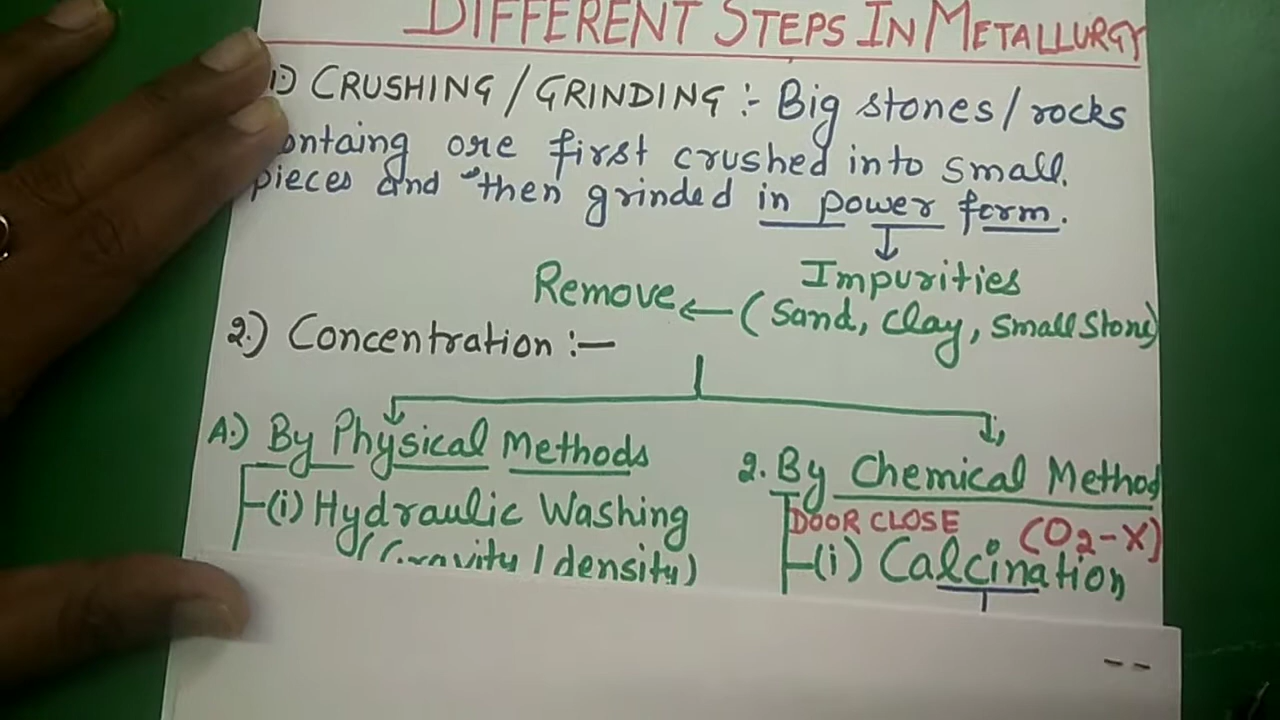 DIFFERENT STEPS IN METALLURGY
1.) CRUSHING / GRINDING :- Big stones / rocks
ontaing ore first crushed into small.
pieces and then grinded in power form.
Impurities
Remove ← (Sand, Clay, Small Stone)
2.) Concentration :-
A.) By Physical Methods
(i) Hydraulic Washing
(Gravity / density)
2. By Chemical Method
DOOR CLOSE (O2-X)
(i) Calcination